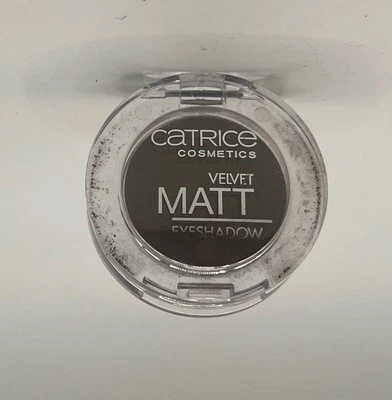 CATRICE
COSMETICS
VELVET
MATT
EYESHADOW